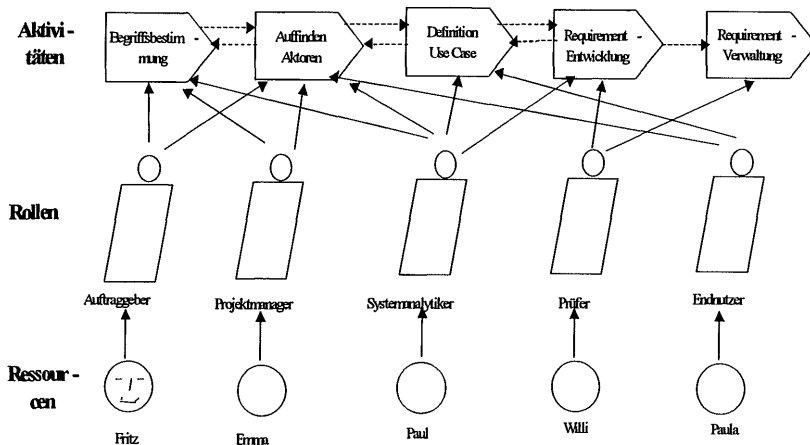 Aktivi -
täten
Begriffsbestim -
mung
Auffinden
Aktoren
Definition
Use Case
Requirement -
Entwicklung
Requirement -
Verwaltung
Rollen
Auftraggeber
Projektmanager
Systemanalytiker
Prüfer
Endnutzer
Ressour -
cen
Fritz
Emma
Paul
Willi
Paula